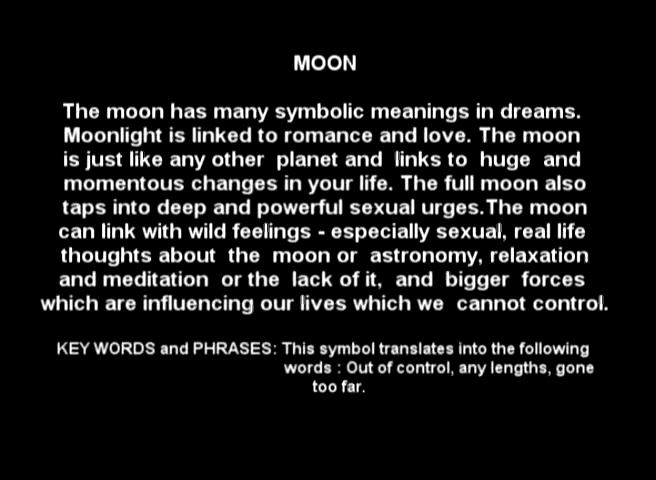 MOON
The moon has many symbolic meanings in dreams.
Moonlight is linked to romance and love. The moon
is just like any other planet and links to huge and
momentous changes in your life. The full moon also
taps into deep and powerful sexual urges.The moon
can link with wild feelings - especially sexual, real life
thoughts about the moon or astronomy, relaxation
and meditation or the lack of it, and bigger forces
which are influencing our lives which we cannot control.
KEY WORDS and PHRASES: This symbol translates into the following
words : Out of control, any lengths, gone
too far.